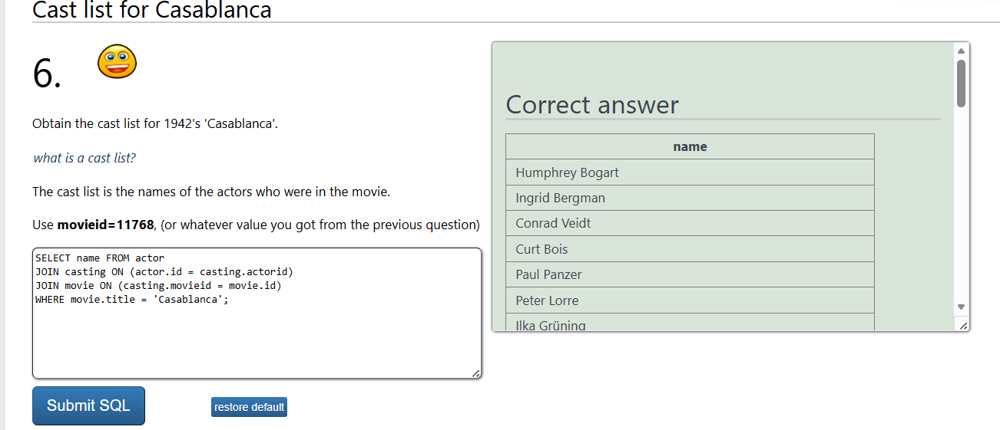 Cast list for Casablanca
6.
Obtain the cast list for 1942's 'Casablanca'.
what is a cast list?
The cast list is the names of the actors who were in the movie.
Use movieid=11768, (or whatever value you got from the previous question)
SELECT name FROM actor
JOIN casting ON (actor.id = casting.actorid)
JOIN movie ON (casting.movieid = movie.id)
WHERE movie.title = 'Casablanca';
Submit SQL
restore default
Correct answer
name
Humphrey Bogart
Ingrid Bergman
Conrad Veidt
Curt Bois
Paul Panzer
Peter Lorre
Ilka Grüning